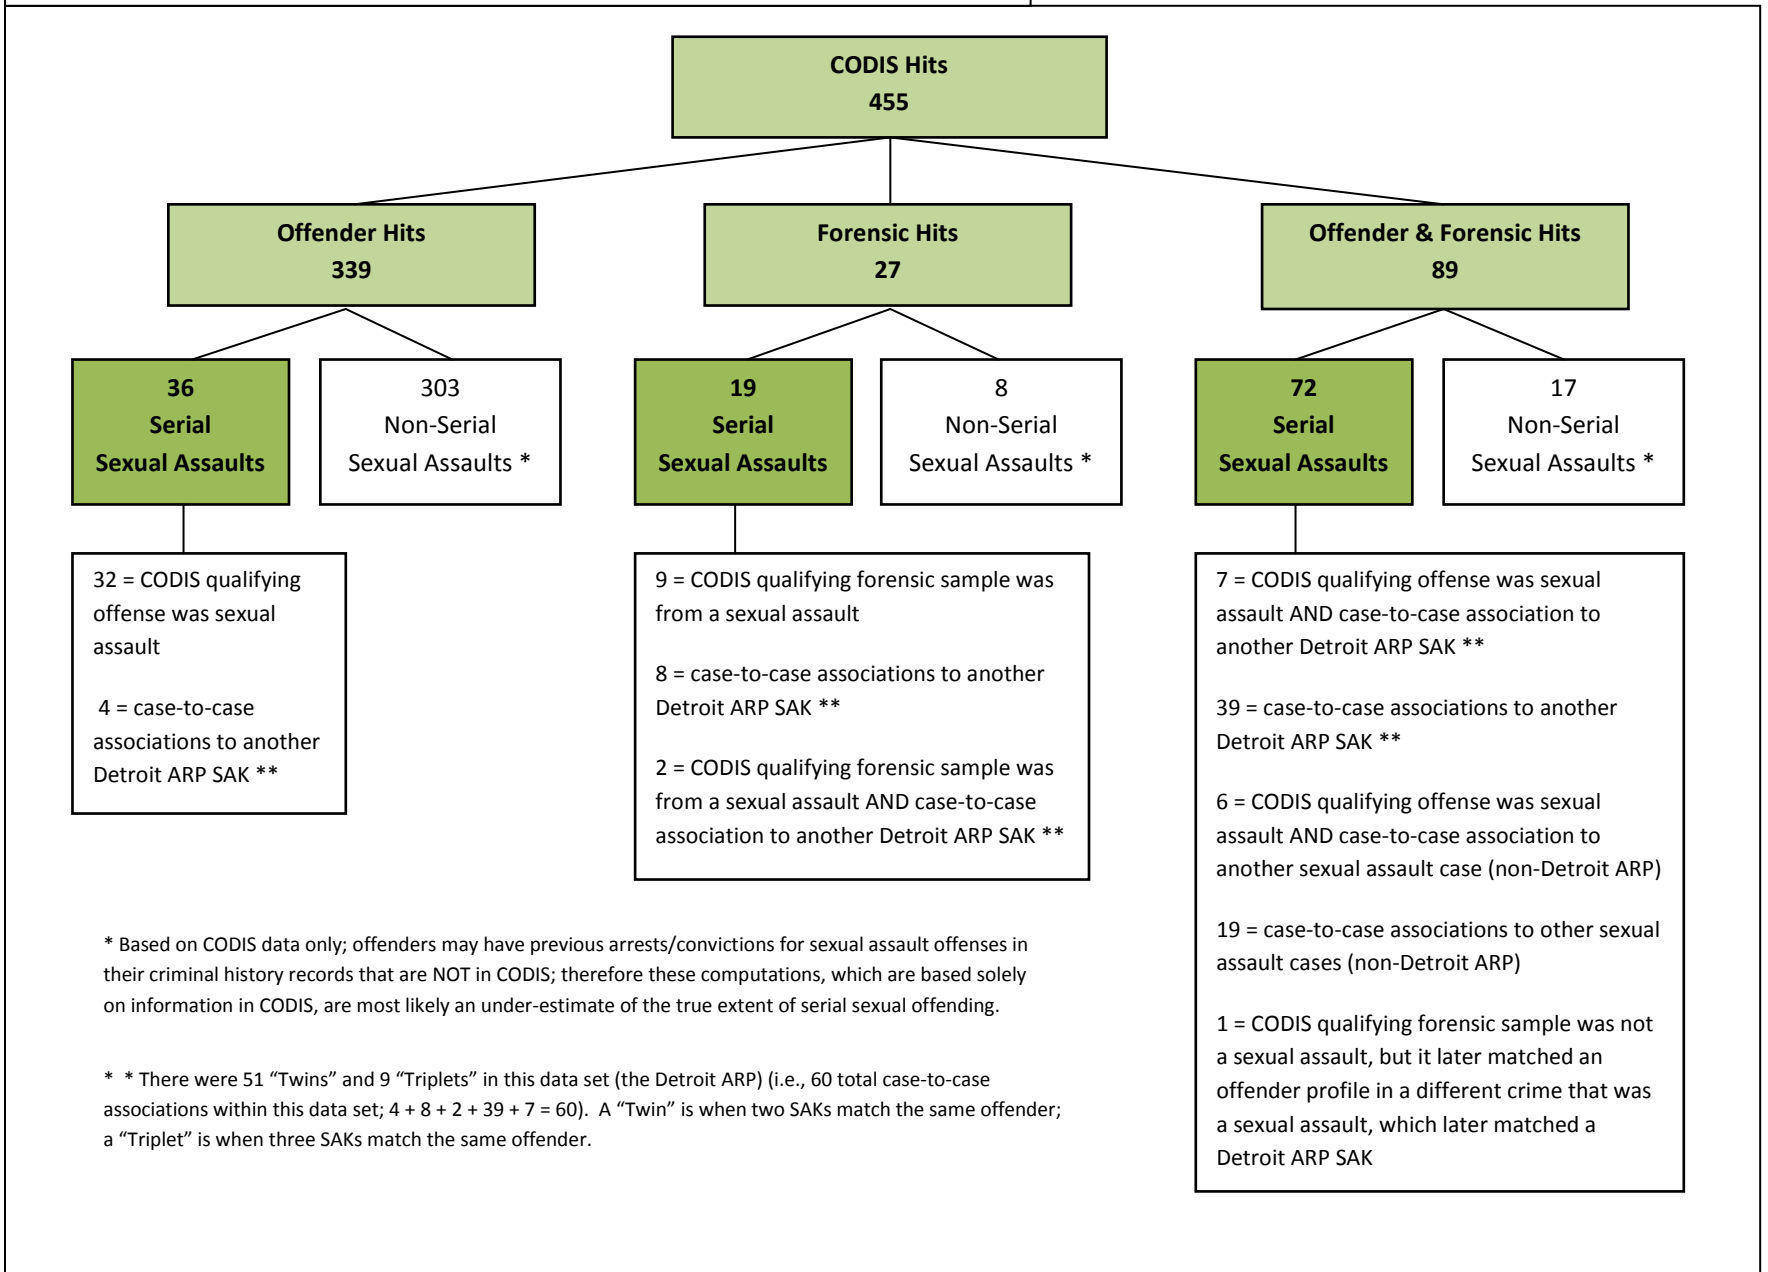 CODIS Hits
455
Offender Hits
339
Forensic Hits
27
Offender & Forensic Hits
89
36
Serial
Sexual Assaults
303
Non-Serial
Sexual Assaults *
19
Serial
Sexual Assaults
8
Non-Serial
Sexual Assaults *
72
Serial
Sexual Assaults
17
Non-Serial
Sexual Assaults *
32 = CODIS qualifying
offense was sexual
assault
4 = case-to-case
associations to another
Detroit ARP SAK **
9 = CODIS qualifying forensic sample was
from a sexual assault
8 = case-to-case associations to another
Detroit ARP SAK **
2 = CODIS qualifying forensic sample was
from a sexual assault AND case-to-case
association to another Detroit ARP SAK **
7 = CODIS qualifying offense was sexual
assault AND case-to-case association to
another Detroit ARP SAK **
39 = case-to-case associations to another
Detroit ARP SAK **
6 = CODIS qualifying offense was sexual
assault AND case-to-case association to
another sexual assault case (non-Detroit ARP)
19 = case-to-case associations to other sexual
assault cases (non-Detroit ARP)
1 = CODIS qualifying forensic sample was not
a sexual assault, but it later matched an
offender profile in a different crime that was
a sexual assault, which later matched a
Detroit ARP SAK
* Based on CODIS data only; offenders may have previous arrests/convictions for sexual assault offenses in
their criminal history records that are NOT in CODIS; therefore these computations, which are based solely
on information in CODIS, are most likely an under-estimate of the true extent of serial sexual offending.
* * There were 51 “Twins” and 9 “Triplets” in this data set (the Detroit ARP) (i.e., 60 total case-to-case
associations within this data set; 4 + 8 + 2 + 39 + 7 = 60). A “Twin” is when two SAKs match the same offender;
a “Triplet” is when three SAKs match the same offender.